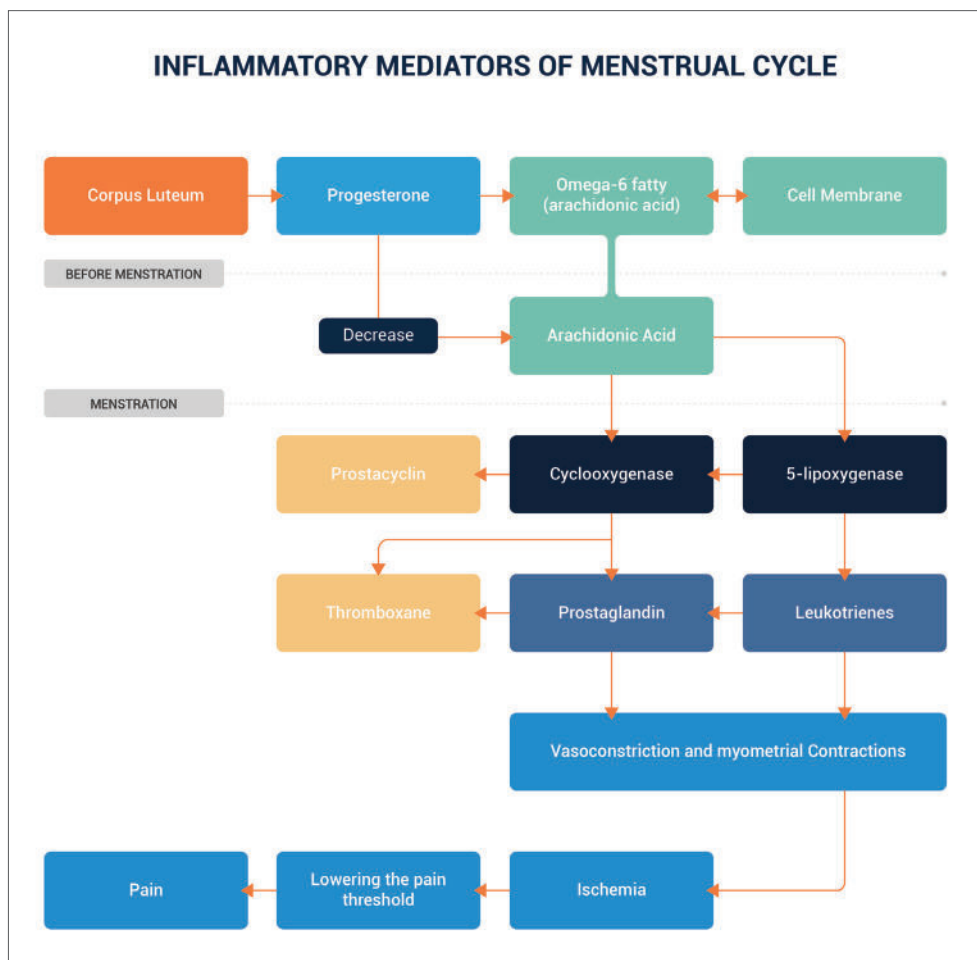 INFLAMMATORY MEDIATORS OF MENSTRUAL CYCLE
Corpus Luteum
Progesterone
Omega-6 fatty
(arachidonic acid)
Cell Membrane
BEFORE MENSTRATION
Decrease
Arachidonic Acid
MENSTRATION
Prostacyclin
Cyclooxygenase
5-lipoxygenase
Thromboxane
Prostaglandin
Leukotrienes
Vasoconstriction and myometrial Contractions
Pain
Lowering the pain
threshold
Ischemia